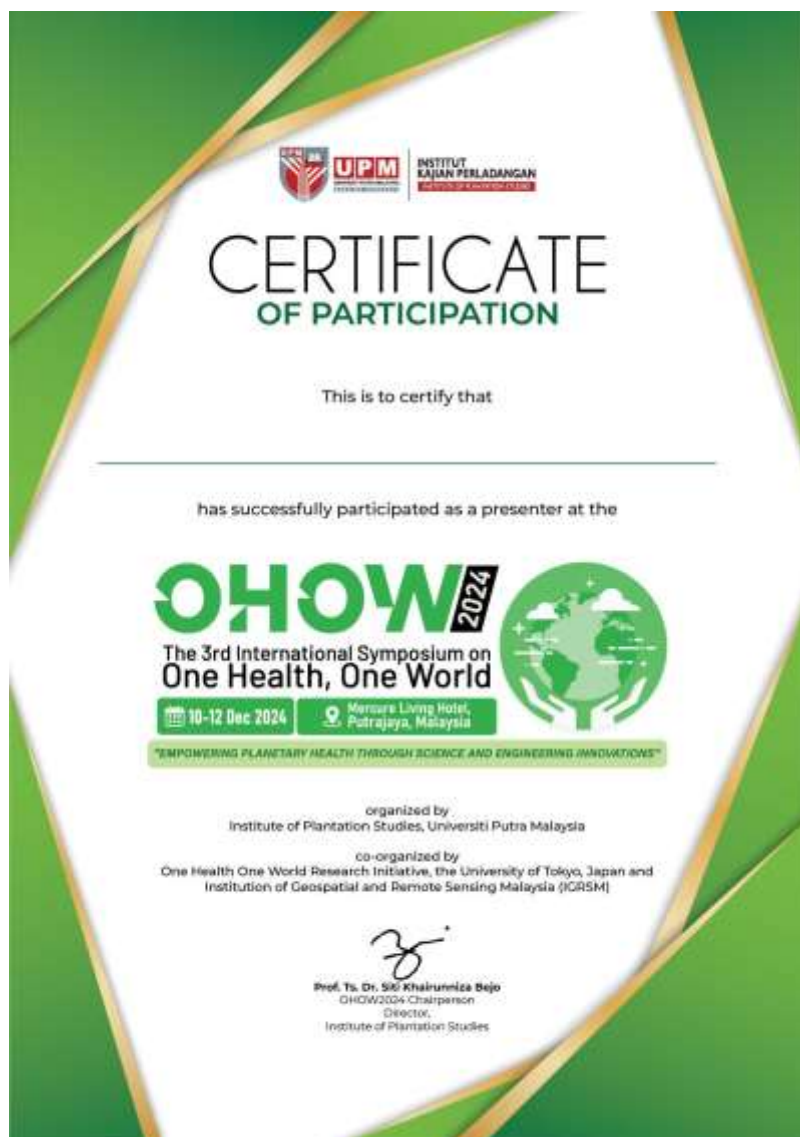 UPM
INSTITUT
KAJIAN PERLADANGAN
INSTITUTE OF PLANTATION STUDIES
CERTIFICATE
OF PARTICIPATION
This is to certify that
has successfully participated as a presenter at the
OHOW 2024
The 3rd International Symposium on
One Health, One World
10-12 Dec 2024
Mercure Living Hotel,
Putrajaya, Malaysia
"EMPOWERING PLANETARY HEALTH THROUGH SCIENCE AND ENGINEERING INNOVATIONS"
organized by
Institute of Plantation Studies, Universiti Putra Malaysia
co-organized by
One Health One World Research Initiative, the University of Tokyo, Japan and
Institution of Geospatial and Remote Sensing Malaysia (IGRSM)
Prof. Ts. Dr. Siti Khairunniza Bejo
OHOW2024 Chairperson
Director,
Institute of Plantation Studies